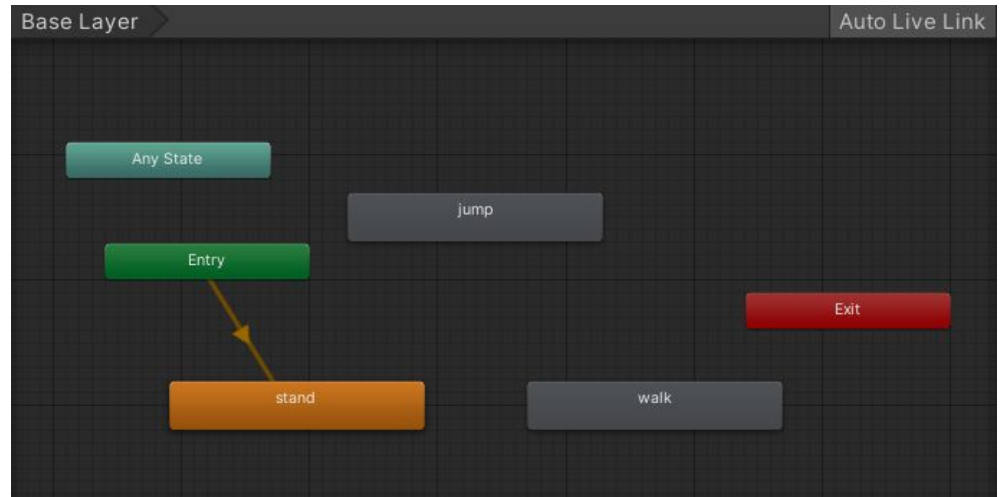 Base Layer
Auto Live Link
Any State
jump
Entry
Exit
stand
walk